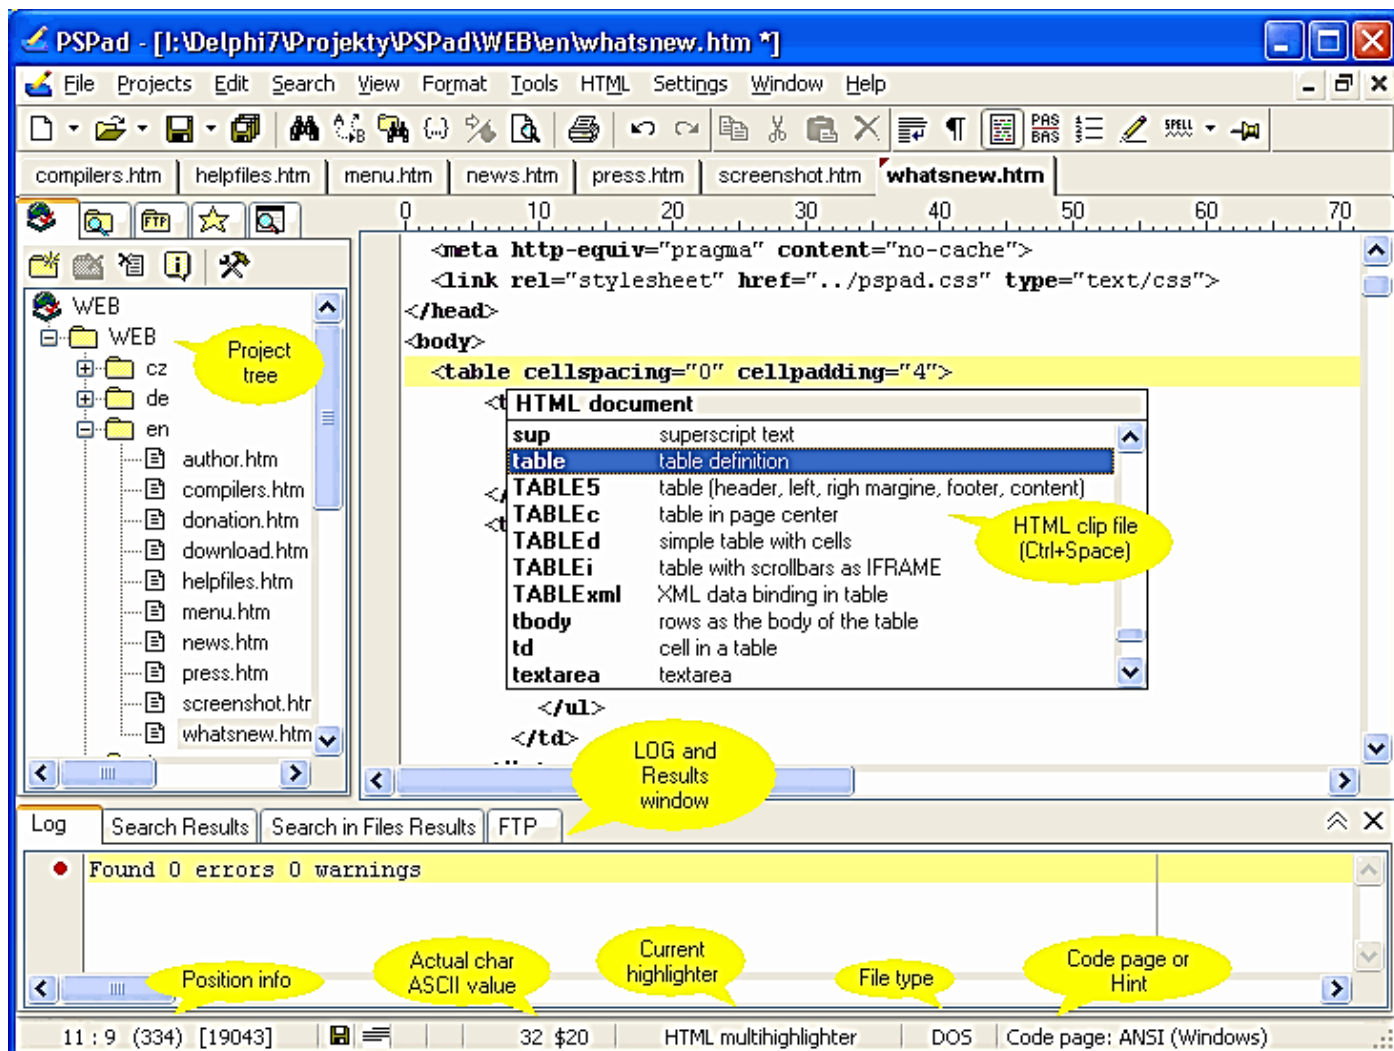 PSPad - [I:\Delphi7\Projekty\PSPad\WEB\en\whatsnew.htm *]
File Projects Edit Search View Format Tools HTML Settings Window Help
PAS
BAS
SPELL
compilers.htm helpfiles.htm menu.htm news.htm press.htm screenshot.htm whatsnew.htm
FTP
0 10 20 30 40 50 60 70
<meta http-equiv="pragma" content="no-cache">
<link rel="stylesheet" href="../pspad.css" type="text/css">
</head>
<body>
<table cellspacing="0" cellpadding="4">
<t
</
<t
</ul>
</td>
WEB
WEB
cz
de
en
author.htm
compilers.htm
donation.htm
download.htm
helpfiles.htm
menu.htm
news.htm
press.htm
screenshot.htr
whatsnew.htm
Project
tree
HTML document
sup superscript text
table table definition
TABLE5 table (header, left, righ margine, footer, content)
TABLEc table in page center
TABLEd simple table with cells
TABLEi table with scrollbars as IFRAME
TABLExml XML data binding in table
tbody rows as the body of the table
td cell in a table
textarea textarea
HTML clip file
(Ctrl+Space)
LOG and
Results
window
Log Search Results Search in Files Results FTP
Found 0 errors 0 warnings
Position info
Actual char
ASCII value
Current
highlighter
File type
Code page or
Hint
11 : 9 (334) [19043] 32 $20 HTML multihighlighter DOS Code page: ANSI (Windows)